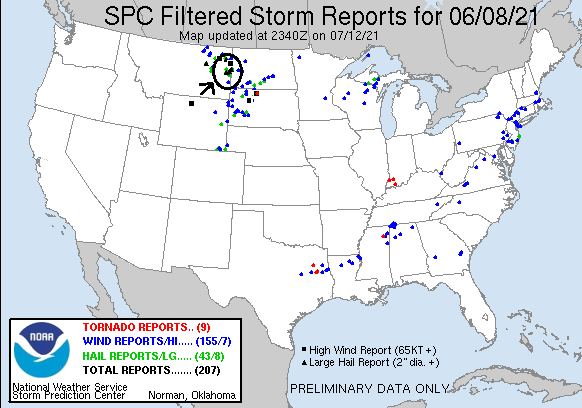 SPC Filtered Storm Reports for 06/08/21
Map updated at 2340Z on 07/12/21
TORNADO REPORTS.. (9)
WIND REPORTS/HI..... (155/7)
HAIL REPORTS/LG..... (43/8)
TOTAL REPORTS....... (207)
NOAA
National Weather Service
Storm Prediction Center Norman, Oklahoma
High Wind Report (65KT +)
Large Hail Report (2" dia. +)
PRELIMINARY DATA ONLY